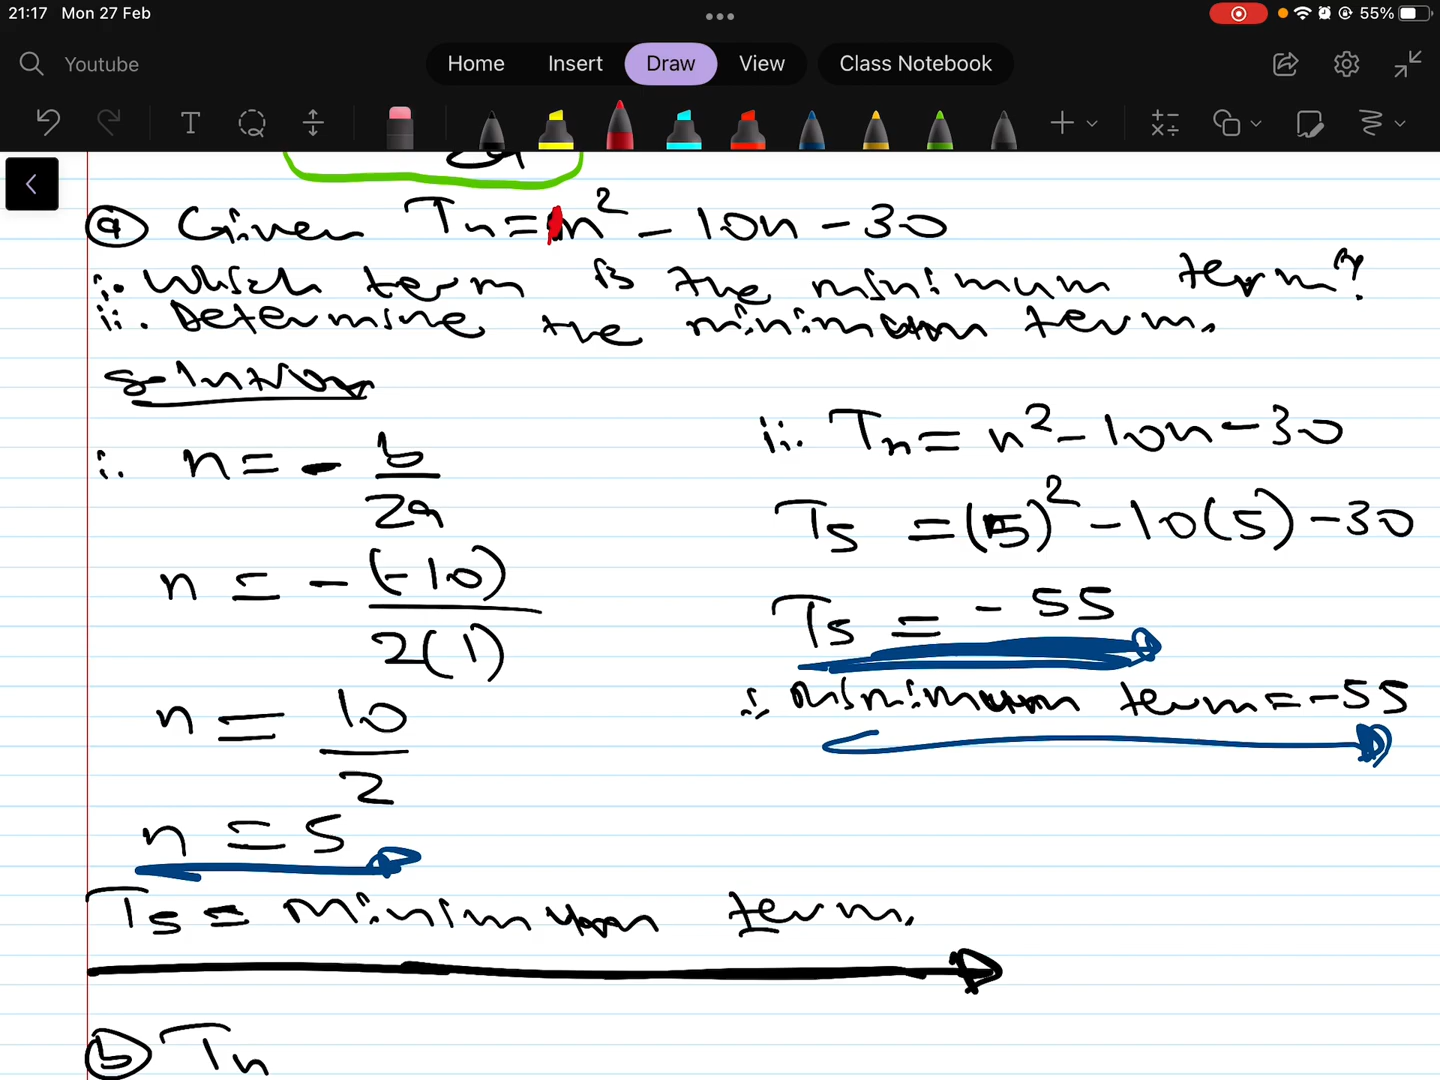 21:17 Mon 27 Feb
55%
Youtube
Home Insert Draw View Class Notebook
T
2a
(a) Given Tn = n² - 10n - 30
i. Which term is the minimum term?
ii. Determine the minimum term.
Solution
i. n = - b/2a
n = - (-10)/2(1)
n = 10/2
n = 5
T5 = minimum term.
ii. Tn = n² - 10n - 30
T5 = (5)² - 10(5) - 30
T5 = - 55
∴ minimum term = -55
(b) Tn